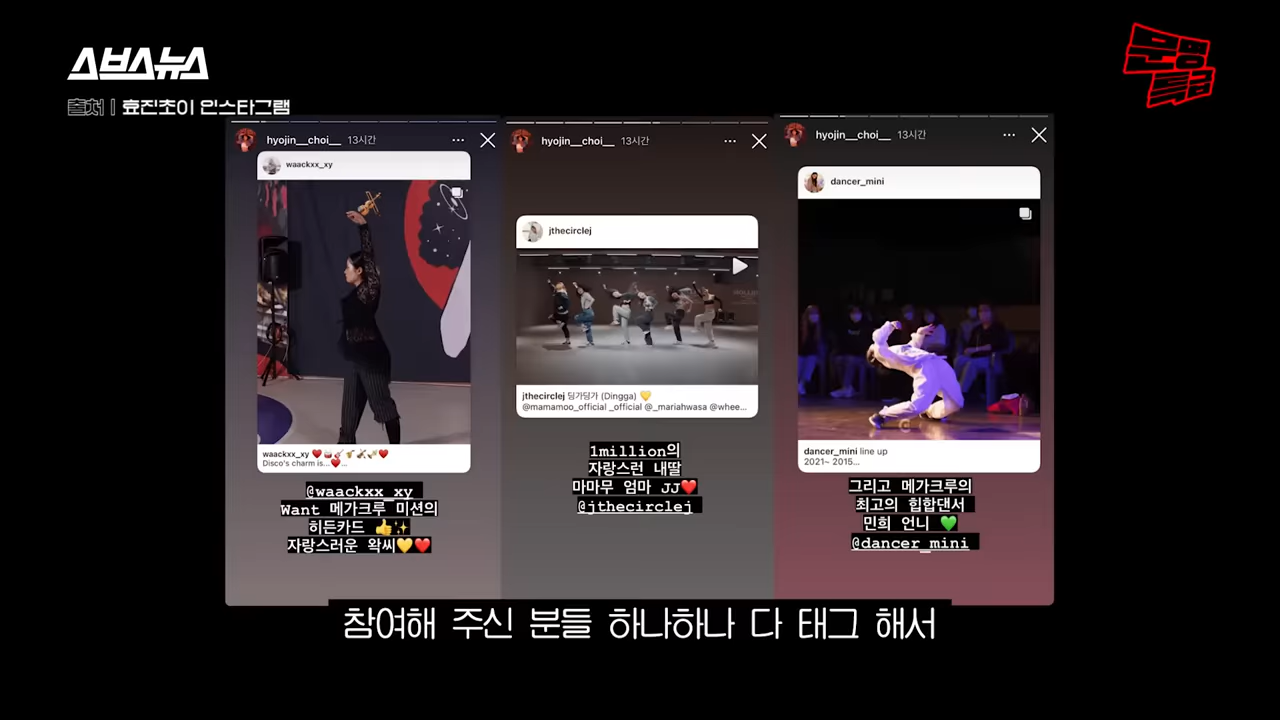 스브스뉴스
문명특급
출처 | 효진초이 인스타그램
hyojin__choi__ 13시간
waackxx_xy
waackxx_xy
Disco's charm is...❤️...
@waackxx_xy
Want 메가크루 미션의
히든카드 👍✨
자랑스러운 왁씨💛❤️
hyojin__choi__ 13시간
jthecirclej
jthecirclej 딩가딩가 (Dingga) 💛
@mamamoo_official _official @_mariahwasa @whee...
1million의
자랑스런 내딸
마마무 엄마 JJ❤️
@jthecirclej
hyojin__choi__ 13시간
dancer_mini
dancer_mini line up
2021~ 2015...
그리고 메가크루의
최고의 힙합댄서
민희 언니 💚
@dancer_mini
참여해 주신 분들 하나하나 다 태그 해서